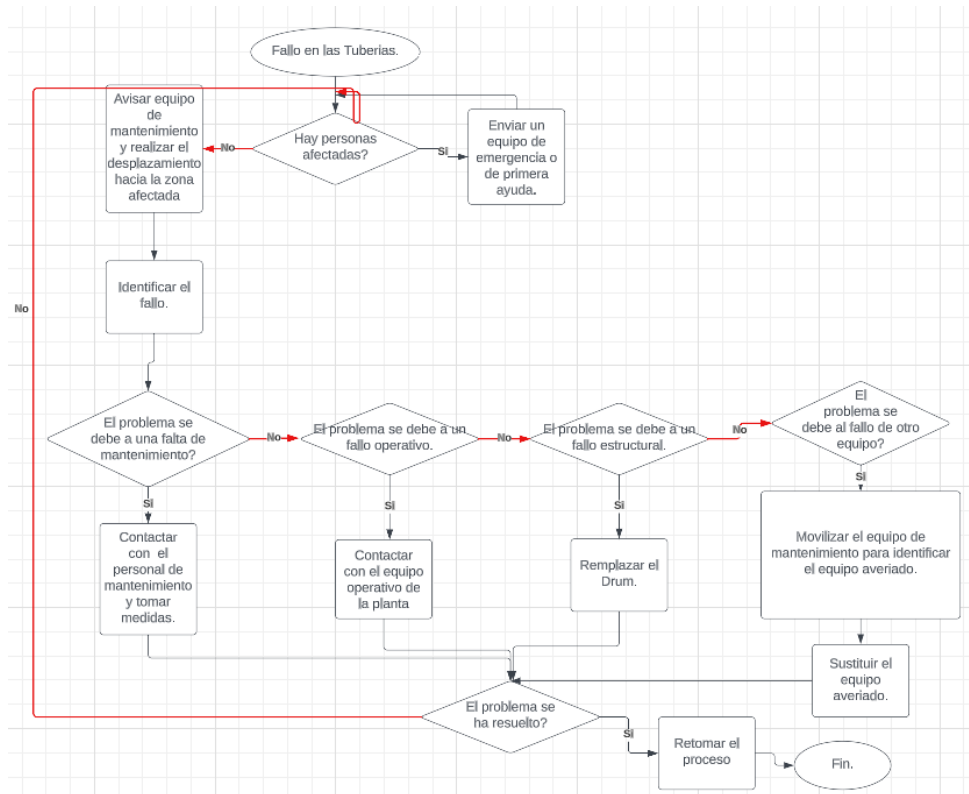 Fallo en las Tuberias.
Avisar equipo
de
mantenimiento
y realizar el
desplazamiento
hacia la zona
afectada
No
Hay personas
afectadas?
Si
Enviar un
equipo de
emergencia o
de primera
ayuda.
Identificar el
fallo.
No
El problema se
debe a una falta de
mantenimiento?
No
El problema se debe a un
fallo operativo.
No
El problema se debe a un
fallo estructural.
No
El
problema se
debe al fallo de otro
equipo?
Si
Si
Si
Si
Contactar
con el
personal de
mantenimiento
y tomar
medidas.
Contactar
con el equipo
operativo de
la planta
Remplazar el
Drum.
Movilizar el equipo de
mantenimiento para identificar
el equipo averiado.
Sustituir el
equipo
averiado.
El problema se
ha resuelto?
Si
Retomar el
proceso
Fin.